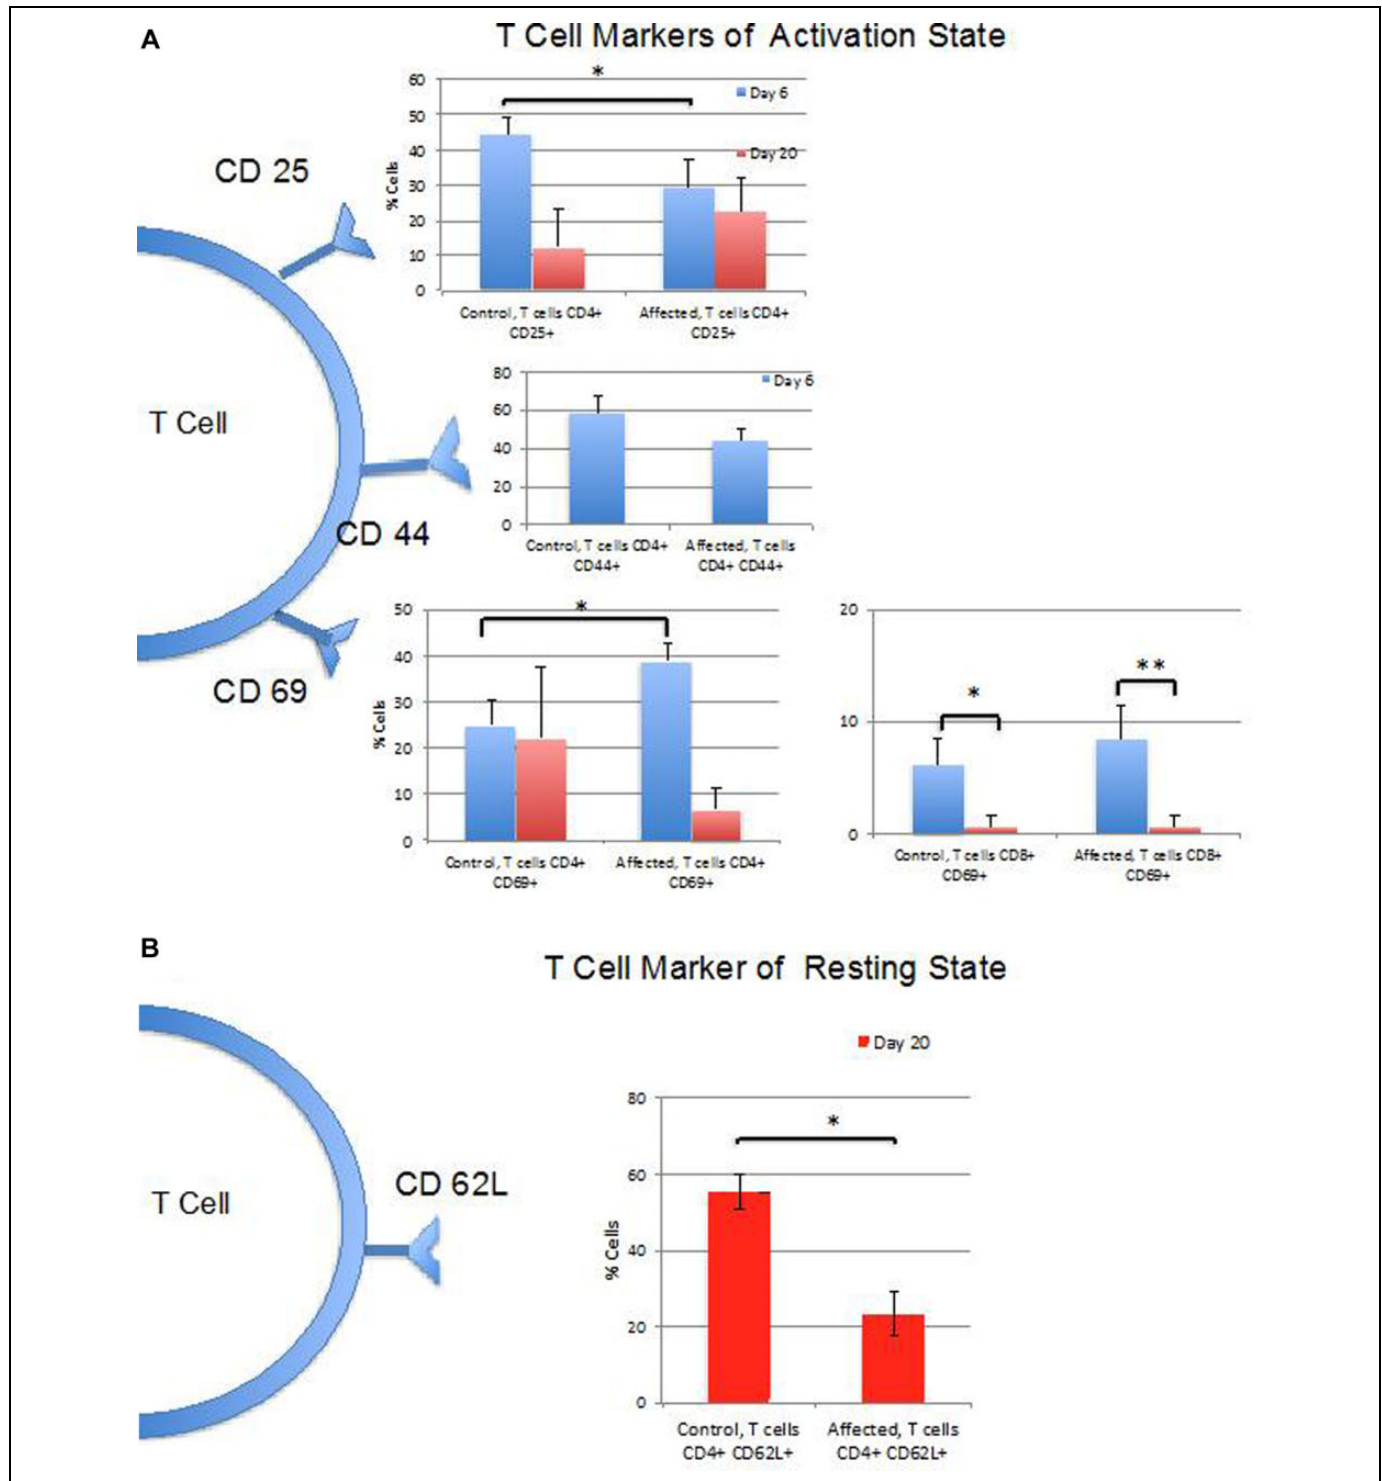 A
T Cell Markers of Activation State
*
60
50
40
30
20
10
0
% Cells
Day 6
Day 20
Control, T cells CD4+
CD25+
Affected, T cells CD4+
CD25+
CD 25
T Cell
CD 44
CD 69
80
60
40
20
0
Day 6
Control, T cells CD4+
CD44+
Affected, T cells
CD4+ CD44+
*
50
40
30
20
10
0
% Cells
Control, T cells CD4+
CD69+
Affected, T cells CD4+
CD69+
20
10
0
*
**
Control, T cells CD8+
CD69+
Affected, T cells CD8+
CD69+
B
T Cell Marker of Resting State
T Cell
CD 62L
Day 20
80
60
40
20
0
% Cells
*
Control, T cells
CD4+ CD62L+
Affected, T cells
CD4+ CD62L+